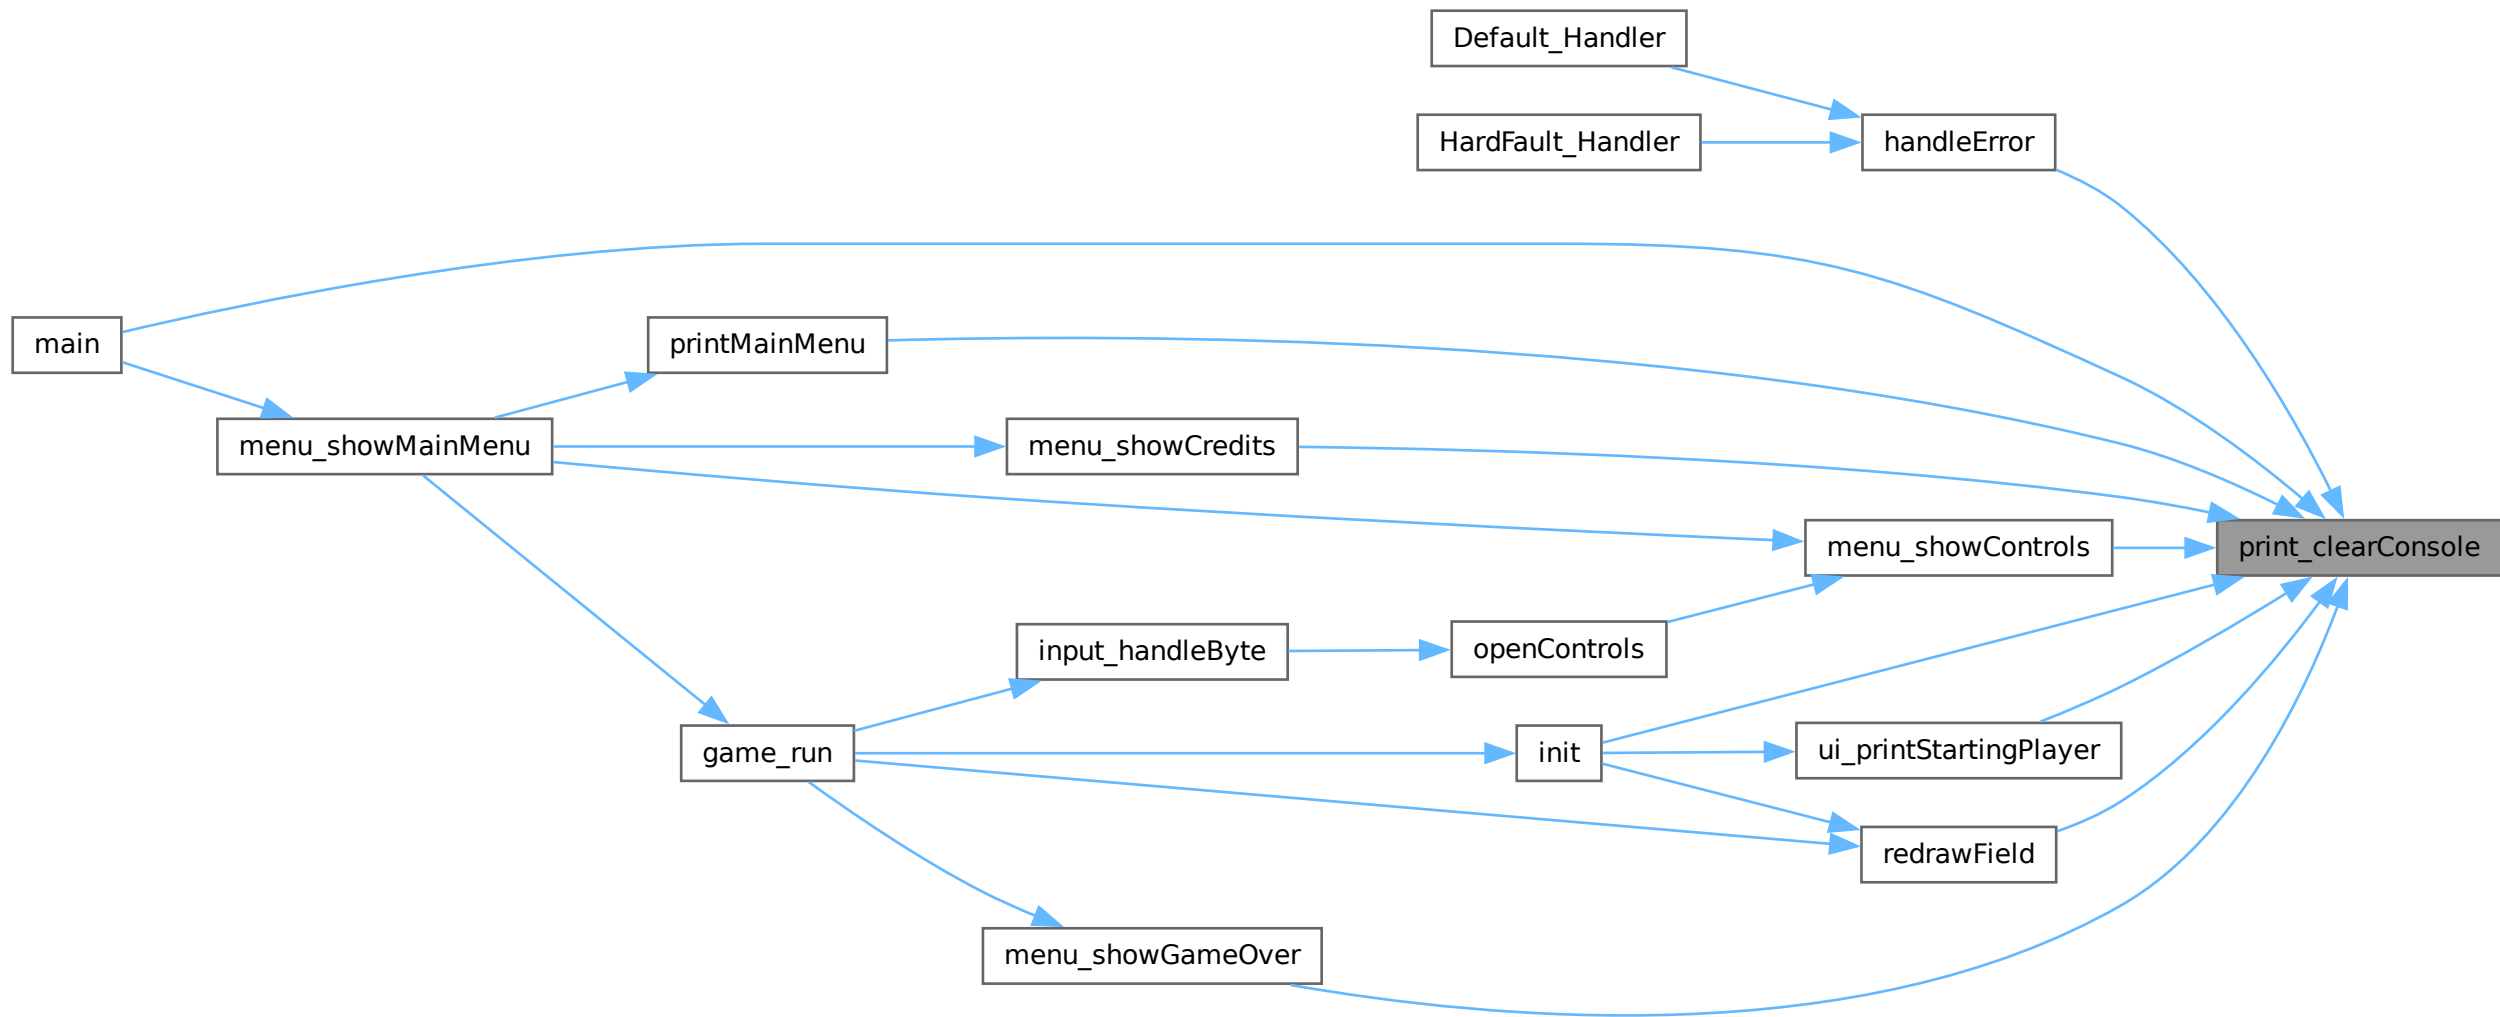 Default_Handler
HardFault_Handler
handleError
main
printMainMenu
menu_showMainMenu
menu_showCredits
print_clearConsole
menu_showControls
input_handleByte
openControls
game_run
init
ui_printStartingPlayer
redrawField
menu_showGameOver